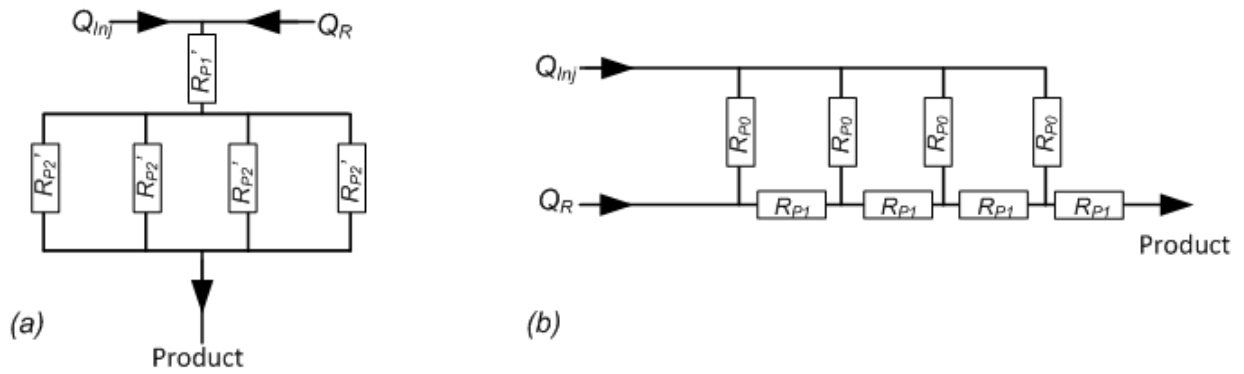 Q_Inj Q_R
R_P1'
R_P2' R_P2' R_P2' R_P2'
Product
(a)
Q_Inj
R_P0 R_P0 R_P0 R_P0
Q_R
R_P1 R_P1 R_P1 R_P1
Product
(b)